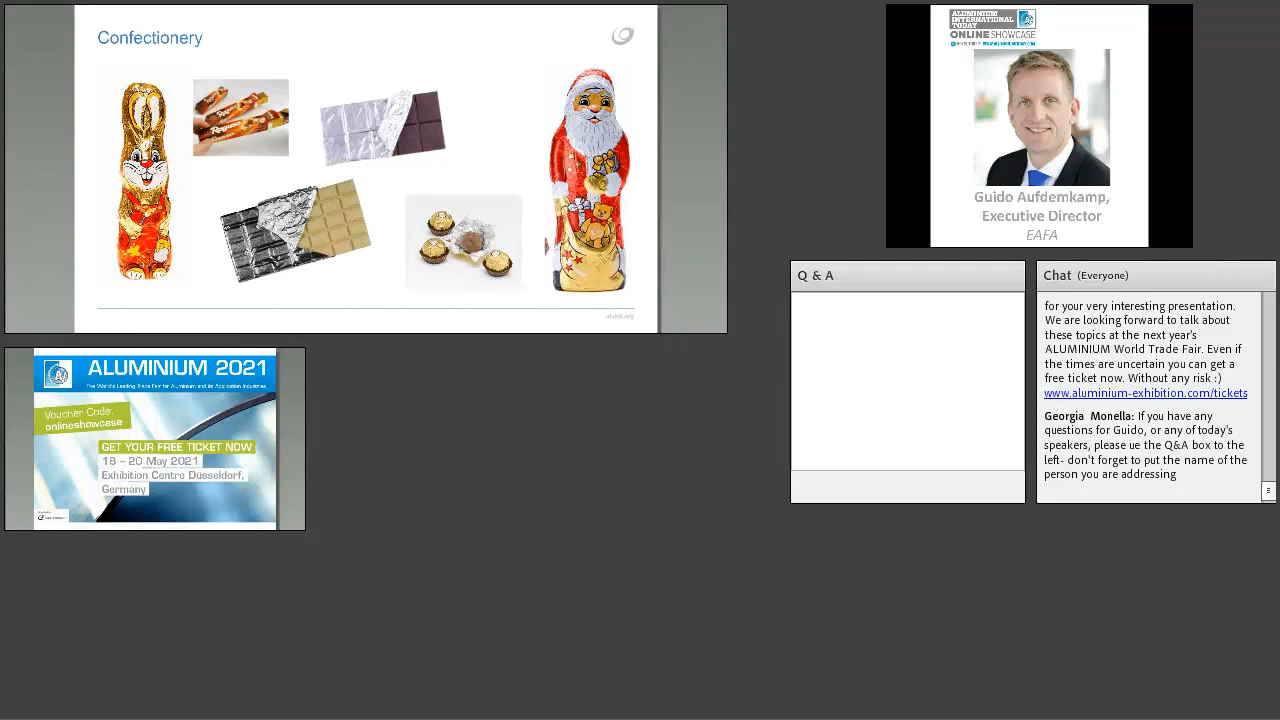 Confectionery
Ragusa
ALUMINIUM
INTERNATIONAL
TODAY
ONLINE SHOWCASE
WWW.ALUMINIUMTODAY.COM
Guido Aufdemkamp,
Executive Director
EAFA
Q & A
Chat (Everyone)
for your very interesting presentation.
We are looking forward to talk about
these topics at the next year's
ALUMINIUM World Trade Fair. Even if
the times are uncertain you can get a
free ticket now. Without any risk :)
www.aluminium-exhibition.com/tickets
Georgia Monella: If you have any
questions for Guido, or any of today's
speakers, please ue the Q&A box to the
left- don't forget to put the name of the
person you are addressing
ALUMINIUM 2021
The World's Leading Trade Fair for Aluminium and its Application Industries
Voucher Code:
onlineshowcase
GET YOUR FREE TICKET NOW
18 – 20 May 2021
Exhibition Centre Düsseldorf,
Germany